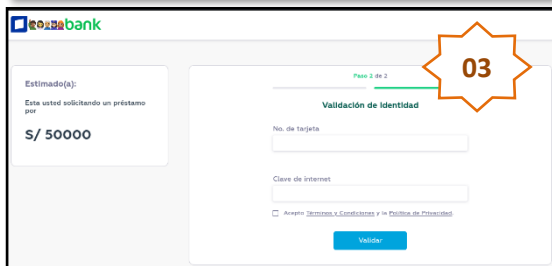 bank
03
Estimado(a):
Esta usted solicitando un préstamo
por
S/ 50000
Paso 2 de 2
Validación de Identidad
No. de tarjeta
Clave de internet
Acepto Términos y Condiciones y la Política de Privacidad.
Validar